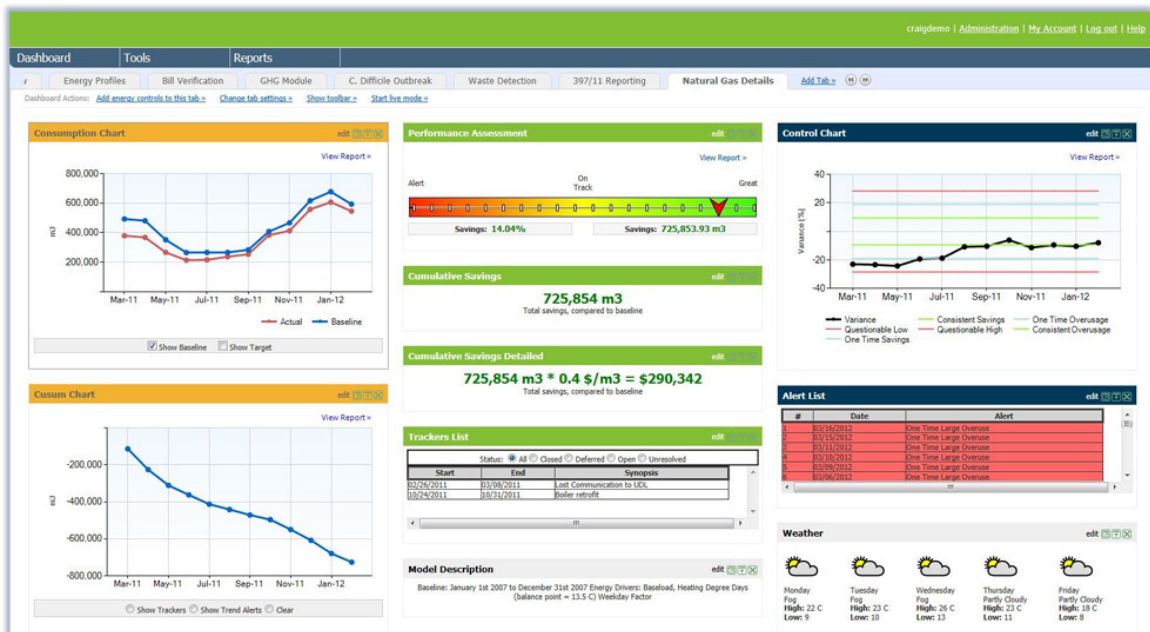 craigdemo | Administration | My Account | Log out | Help
Dashboard Tools Reports
Energy Profiles Bill Verification GHG Module C. Difficile Outbreak Waste Detection 397/11 Reporting Natural Gas Details Add Tab »
Dashboard Actions: Add energy controls to this tab » Change tab settings » Show toolbar » Start live mode »
Consumption Chart edit
View Report »
800,000
600,000
400,000
200,000
m3
Mar-11 May-11 Jul-11 Sep-11 Nov-11 Jan-12
Actual Baseline
Show Baseline Show Target
Cusum Chart edit
View Report »
-200,000
-400,000
-600,000
-800,000
m3
Mar-11 May-11 Jul-11 Sep-11 Nov-11 Jan-12
Show Trackers Show Trend Alerts Clear
Performance Assessment edit
View Report »
Alert On Track Great
Savings: 14.04% Savings: 725,853.93 m3
Cumulative Savings edit
725,854 m3
Total savings, compared to baseline
Cumulative Savings Detailed edit
725,854 m3 * 0.4 $/m3 = $290,342
Total savings, compared to baseline
Trackers List edit
Status: All Closed Deferred Open Unresolved
Start End Synopsis
02/26/2011 03/08/2011 Lost Communication to UDL
10/24/2011 10/31/2011 Boiler retrofit
Model Description edit
Baseline: January 1st 2007 to December 31st 2007 Energy Drivers: Baseload, Heating Degree Days
(balance point = 13.5 C) Weekday Factor
Control Chart edit
View Report »
40
20
-20
-40
Variance [%]
Mar-11 May-11 Jul-11 Sep-11 Nov-11 Jan-12
Variance Consistent Savings One Time Overusage
Questionable Low Questionable High Consistent Overusage
One Time Savings
Alert List edit
# Date Alert
1 03/16/2012 One Time Large Overuse
2 03/15/2012 One Time Large Overuse
3 03/11/2012 One Time Large Overuse
4 03/10/2012 One Time Large Overuse
5 03/09/2012 One Time Large Overuse
6 03/06/2012 One Time Large Overuse
Weather edit
Monday Tuesday Wednesday Thursday Friday
Fog Fog Fog Partly Cloudy Partly Cloudy
High: 22 C High: 23 C High: 26 C High: 23 C High: 18 C
Low: 9 Low: 10 Low: 13 Low: 11 Low: 8